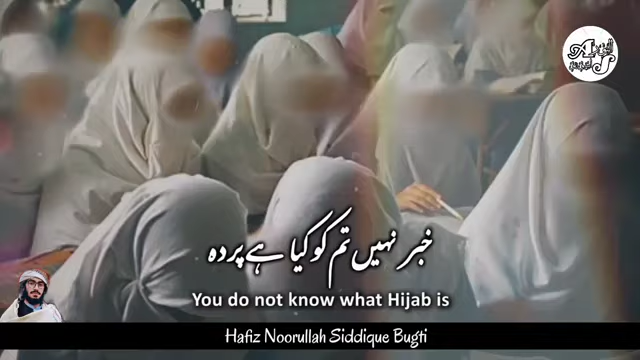 خبر نہیں تم کو کیا ہے پردہ
You do not know what Hijab is
Hafiz Noorullah Siddique Bugti